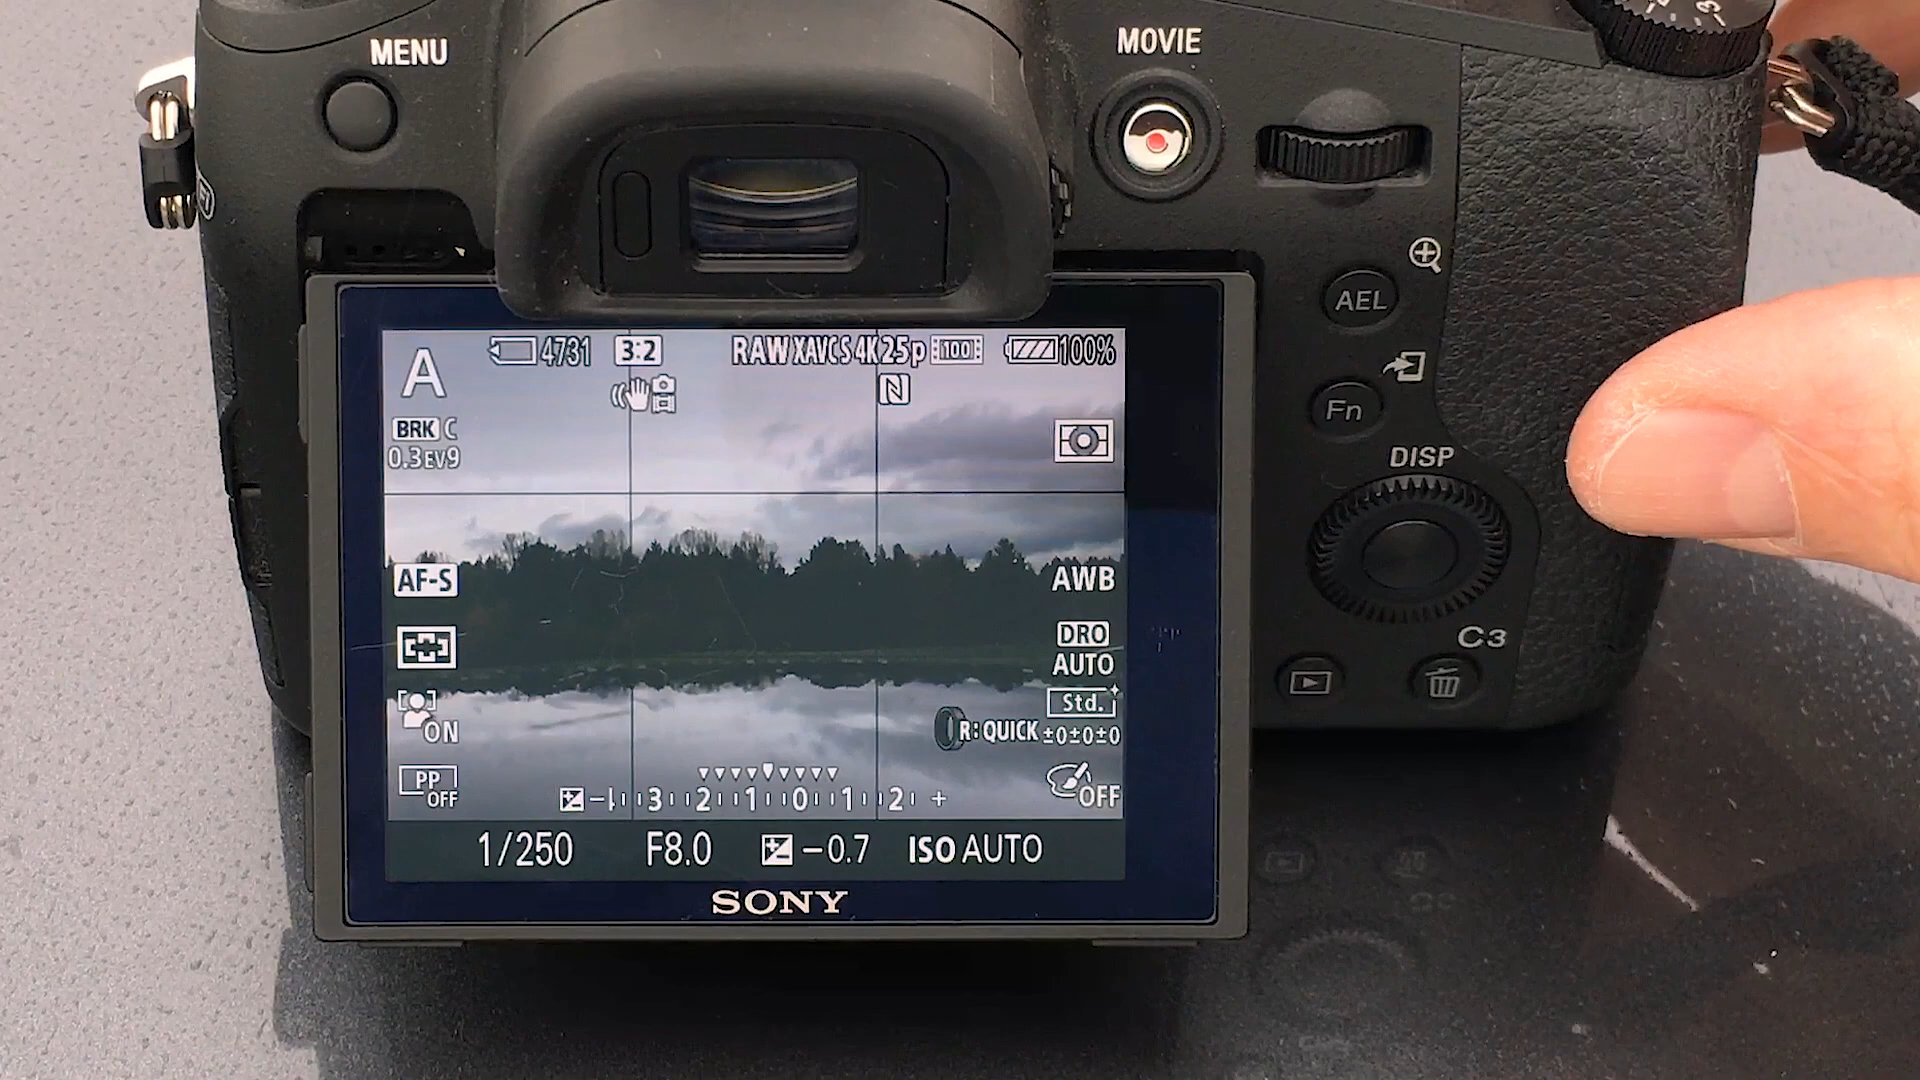 MENU
MOVIE
A
4731
3:2
RAW XAVC S 4K 25p
100
100%
N
BRK C
0.3EV9
AEL
Fn
DISP
AF-S
AWB
DRO
AUTO
ON
Std.
R:QUICK
±0±0±0
PP
OFF
OFF
− 3 2 1 0 1 2 +
1/250 F8.0 −0.7 ISO AUTO
SONY
C3